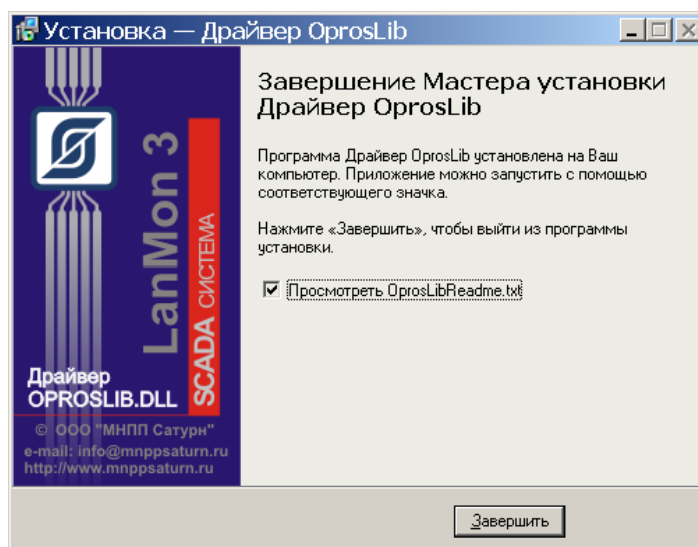 Установка — Драйвер OprosLib
Завершение Мастера установки
Драйвер OprosLib
Программа Драйвер OprosLib установлена на Ваш
компьютер. Приложение можно запустить с помощью
соответствующего значка.
Нажмите «Завершить», чтобы выйти из программы
установки.
Просмотреть OprosLibReadme.txt
LanMon 3
SCADA СИСТЕМА
Драйвер
OPROSLIB.DLL
© ООО "МНПП Сатурн"
e-mail: info@mnppsaturn.ru
http://www.mnppsaturn.ru
Завершить